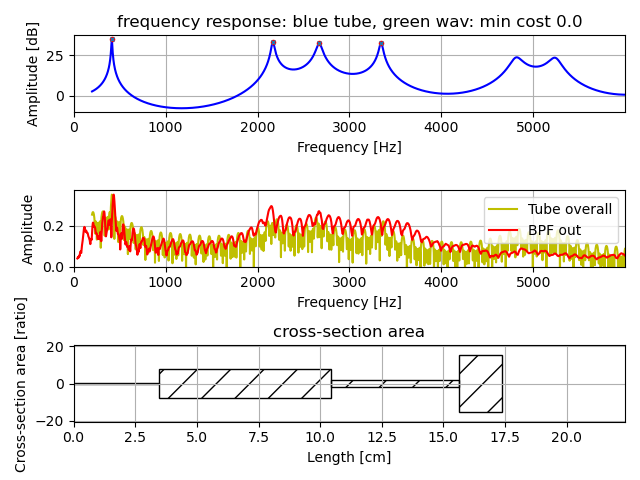 frequency response: blue tube, green wav: min cost 0.0
Amplitude [dB]
25
0
0 1000 2000 3000 4000 5000
Frequency [Hz]
Amplitude
0.2
0.0
Tube overall
BPF out
0 1000 2000 3000 4000 5000
Frequency [Hz]
cross-section area
Cross-section area [ratio]
20
0
−20
0.0 2.5 5.0 7.5 10.0 12.5 15.0 17.5 20.0
Length [cm]